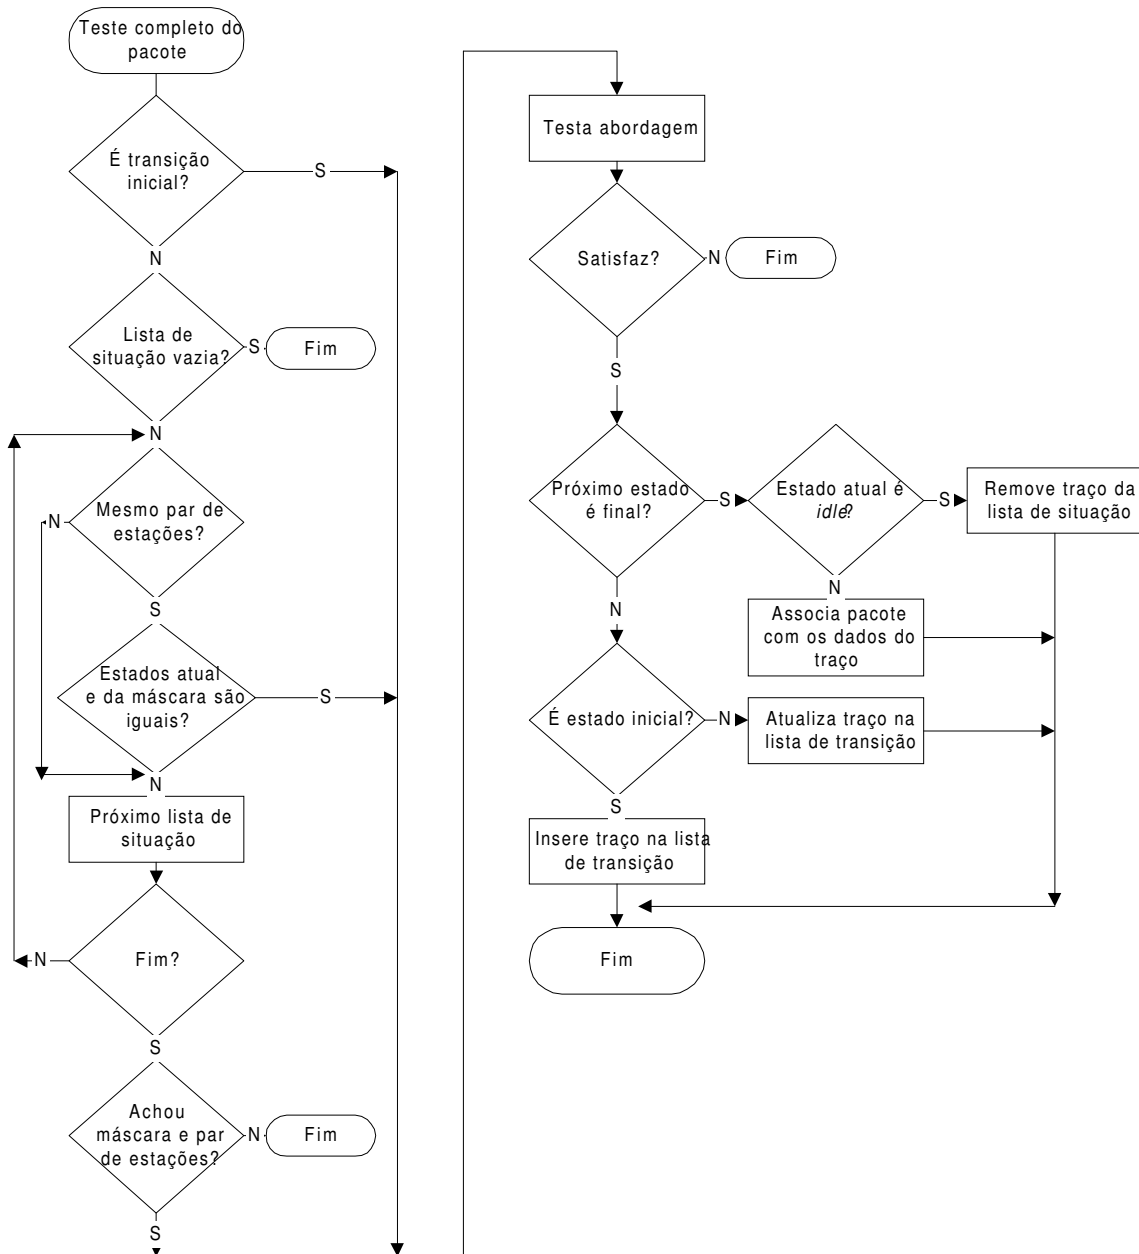 Teste completo do
pacote
É transição
inicial?
S
N
Lista de
situação vazia?
S
Fim
N
Mesmo par de
estações?
N
S
Estados atual
e da máscara são
iguais?
S
N
Próximo lista de
situação
Fim?
N
S
Achou
máscara e par
de estações?
N
Fim
S
Testa abordagem
Satisfaz?
N
Fim
S
Próximo estado
é final?
S
Estado atual é
idle?
S
Remove traço da
lista de situação
N
Associa pacote
com os dados do
traço
N
É estado inicial?
N
Atualiza traço na
lista de transição
S
Insere traço na lista
de transição
Fim